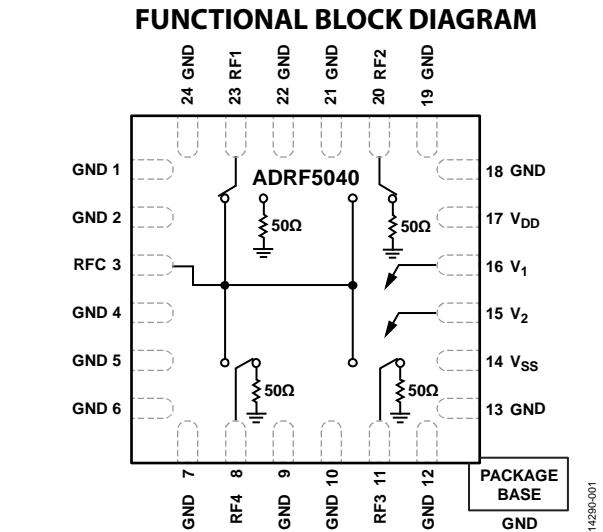 FUNCTIONAL BLOCK DIAGRAM
24 GND
23 RF1
22 GND
21 GND
20 RF2
19 GND
ADRF5040
GND 1
GND 2
RFC 3
GND 4
GND 5
GND 6
50Ω
50Ω
50Ω
50Ω
18 GND
17 VDD
16 V1
15 V2
14 VSS
13 GND
GND 7
RF4 8
GND 9
GND 10
RF3 11
GND 12
PACKAGE
BASE
GND
14290-001